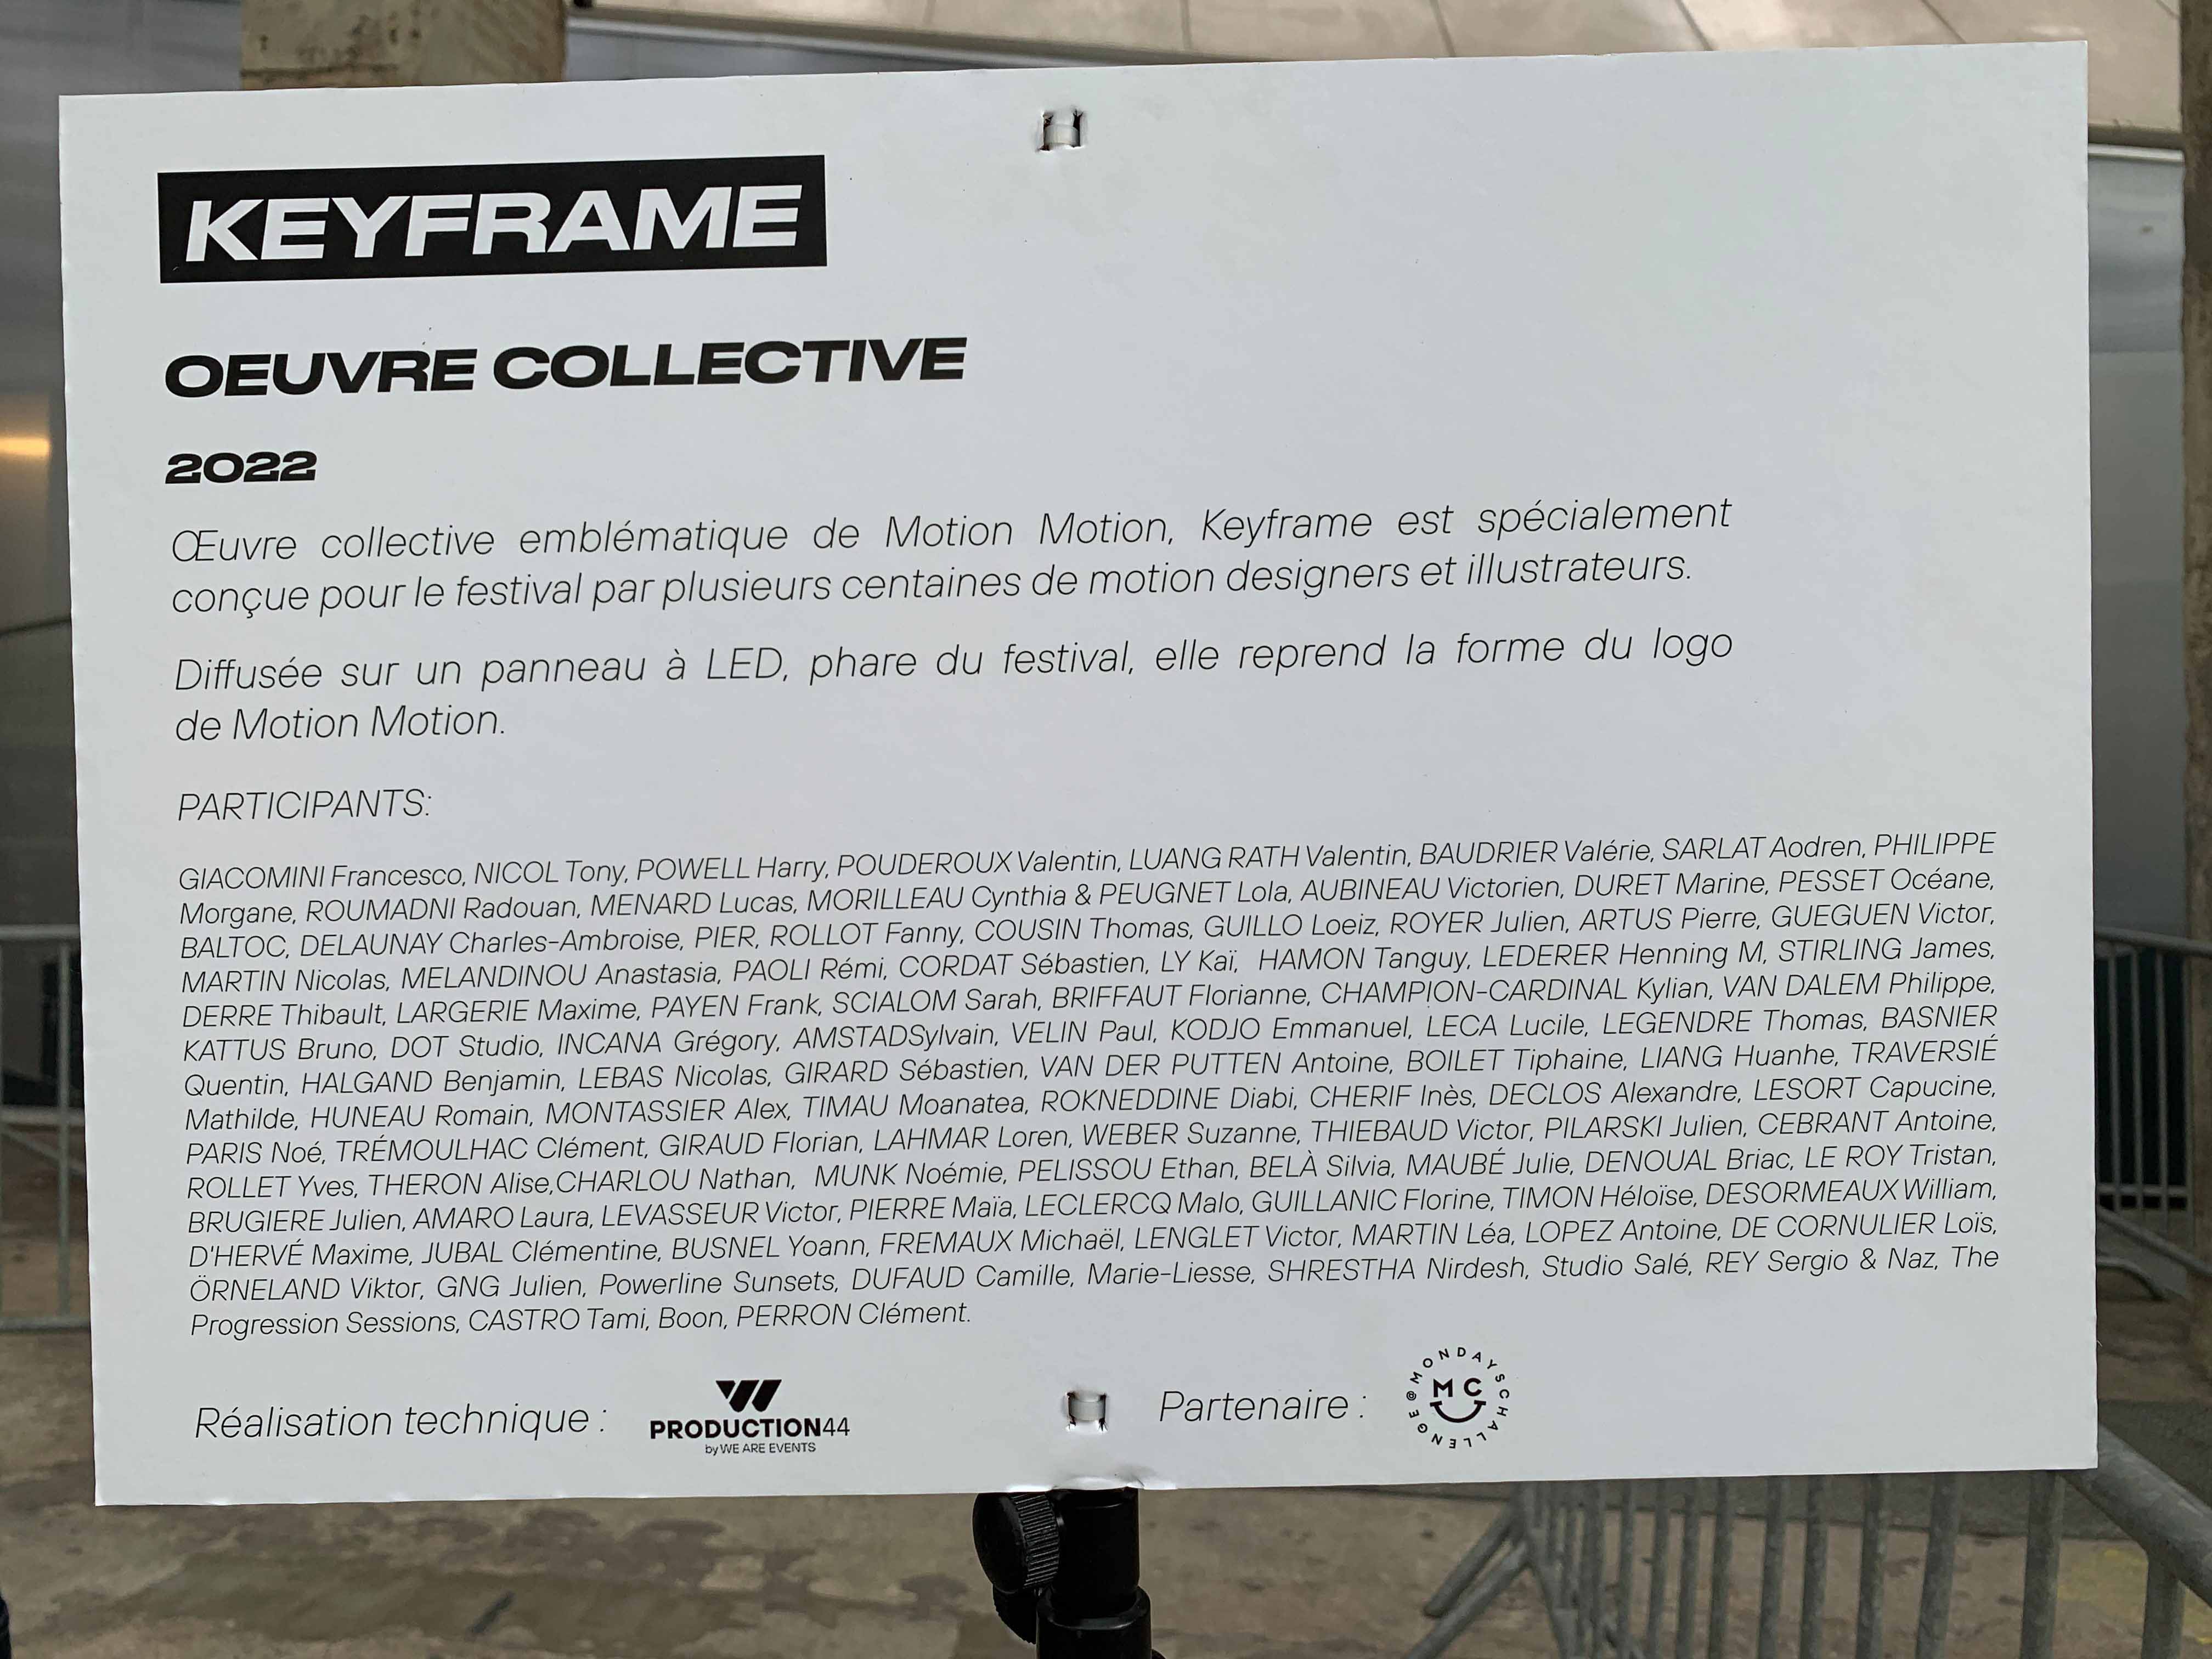 KEYFRAME
OEUVRE COLLECTIVE
2022
Œuvre collective emblématique de Motion Motion, Keyframe est spécialement
conçue pour le festival par plusieurs centaines de motion designers et illustrateurs.
Diffusée sur un panneau à LED, phare du festival, elle reprend la forme du logo
de Motion Motion.
PARTICIPANTS:
GIACOMINI Francesco, NICOL Tony, POWELL Harry, POUDEROUX Valentin, LUANG RATH Valentin, BAUDRIER Valérie, SARLAT Aodren, PHILIPPE
Morgane, ROUMADNI Radouan, MENARD Lucas, MORILLEAU Cynthia & PEUGNET Lola, AUBINEAU Victorien, DURET Marine, PESSET Océane,
BALTOC, DELAUNAY Charles-Ambroise, PIER, ROLLOT Fanny, COUSIN Thomas, GUILLO Loeiz, ROYER Julien, ARTUS Pierre, GUEGUEN Victor,
MARTIN Nicolas, MELANDINOU Anastasia, PAOLI Rémi, CORDAT Sébastien, LY Kaï, HAMON Tanguy, LEDERER Henning M, STIRLING James,
DERRE Thibault, LARGERIE Maxime, PAYEN Frank, SCIALOM Sarah, BRIFFAUT Florianne, CHAMPION-CARDINAL Kylian, VAN DALEM Philippe,
KATTUS Bruno, DOT Studio, INCANA Grégory, AMSTADSylvain, VELIN Paul, KODJO Emmanuel, LECA Lucile, LEGENDRE Thomas, BASNIER
Quentin, HALGAND Benjamin, LEBAS Nicolas, GIRARD Sébastien, VAN DER PUTTEN Antoine, BOILET Tiphaine, LIANG Huanhe, TRAVERSIÉ
Mathilde, HUNEAU Romain, MONTASSIER Alex, TIMAU Moanatea, ROKNEDDINE Diabi, CHERIF Inès, DECLOS Alexandre, LESORT Capucine,
PARIS Noé, TRÉMOULHAC Clément, GIRAUD Florian, LAHMAR Loren, WEBER Suzanne, THIEBAUD Victor, PILARSKI Julien, CEBRANT Antoine,
ROLLET Yves, THERON Alise,CHARLOU Nathan, MUNK Noémie, PELISSOU Ethan, BELÀ Silvia, MAUBÉ Julie, DENOUAL Briac, LE ROY Tristan,
BRUGIERE Julien, AMARO Laura, LEVASSEUR Victor, PIERRE Maïa, LECLERCQ Malo, GUILLANIC Florine, TIMON Héloïse, DESORMEAUX William,
D'HERVÉ Maxime, JUBAL Clémentine, BUSNEL Yoann, FREMAUX Michaël, LENGLET Victor, MARTIN Léa, LOPEZ Antoine, DE CORNULIER Loïs,
ÖRNELAND Viktor, GNG Julien, Powerline Sunsets, DUFAUD Camille, Marie-Liesse, SHRESTHA Nirdesh, Studio Salé, REY Sergio & Naz, The
Progression Sessions, CASTRO Tami, Boon, PERRON Clément.
Réalisation technique :
PRODUCTION44
by WE ARE EVENTS
Partenaire :
@MONDAYSCHALLENGE
MC